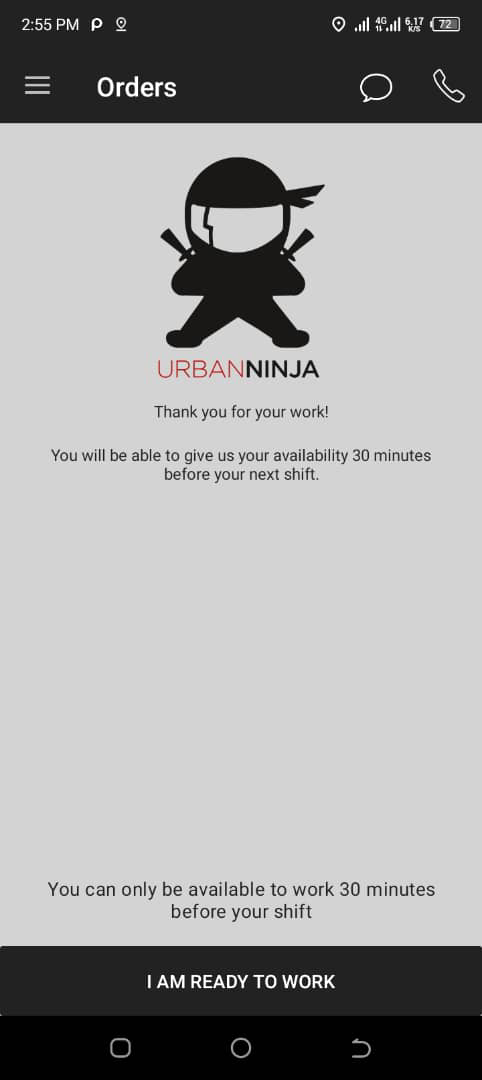 2:55 PM
4G
6.17
K/S
72
Orders
URBANNINJA
Thank you for your work!
You will be able to give us your availability 30 minutes
before your next shift.
You can only be available to work 30 minutes
before your shift
I AM READY TO WORK